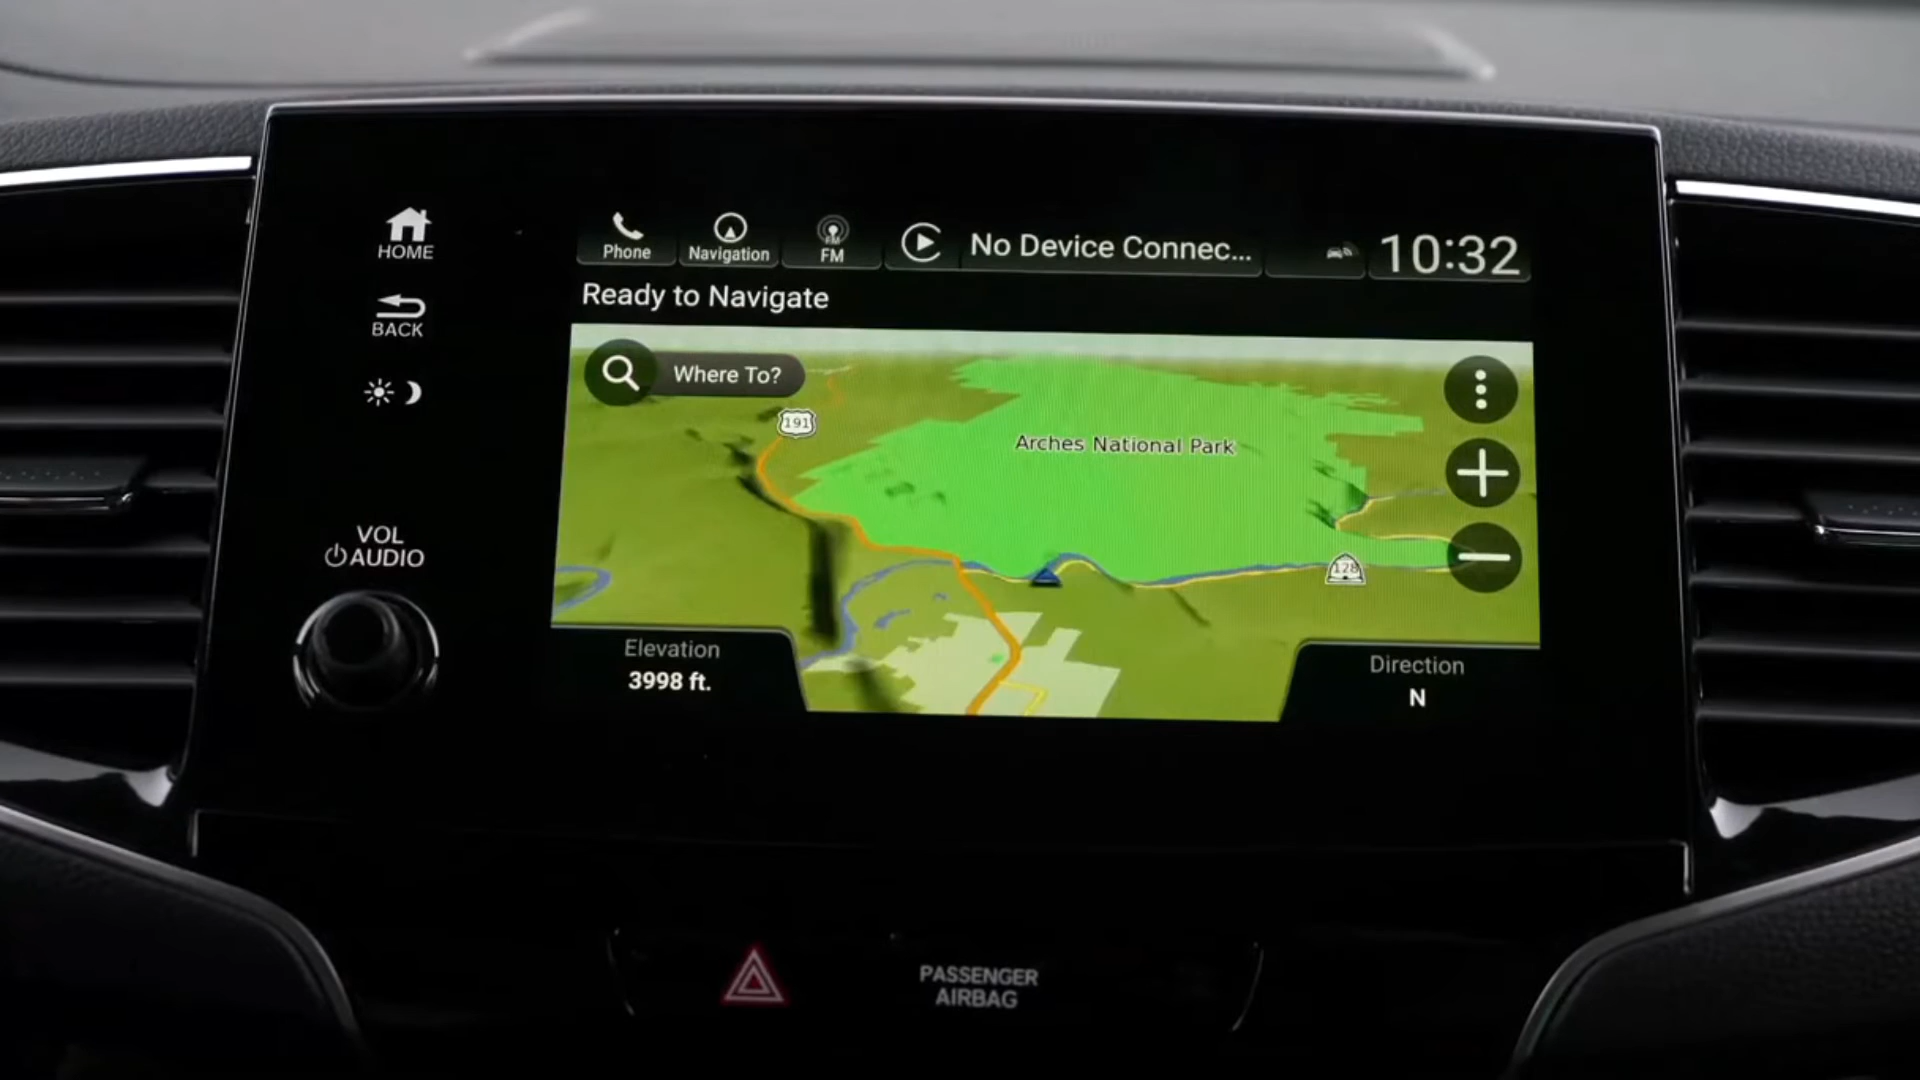 HOME
BACK
VOL
AUDIO
Phone
Navigation
FM
FM
No Device Connec...
10:32
Ready to Navigate
Where To?
191
Arches National Park
128
Elevation
3998 ft.
Direction
N
PASSENGER
AIRBAG